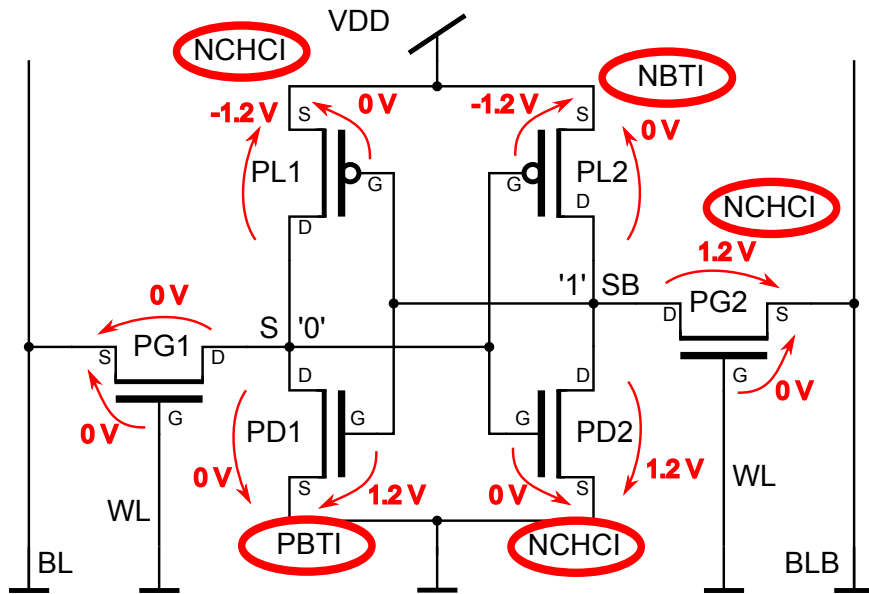 VDD
NCHCI
NBTI
-1.2 V
0 V
-1.2 V
0 V
S
S
PL1
G
G
PL2
D
D
NCHCI
1.2 V
0 V
S
'0'
'1'
SB
PG2
D
S
PG1
S
D
G
0 V
G
0 V
D
D
PD1
G
G
PD2
0 V
1.2 V
0 V
1.2 V
S
S
WL
WL
PBTI
NCHCI
BL
BLB